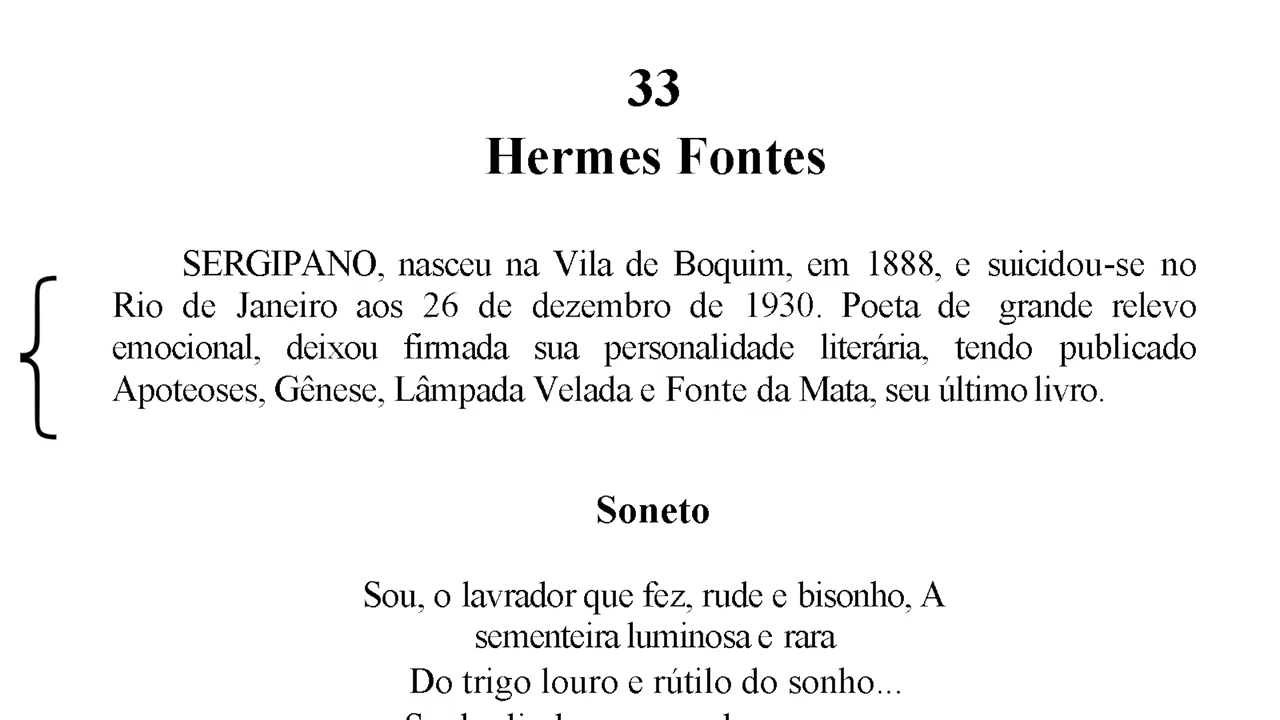 33
Hermes Fontes
SERGIPANO, nasceu na Vila de Boquim, em 1888, e suicidou-se no
Rio de Janeiro aos 26 de dezembro de 1930. Poeta de grande relevo
emocional, deixou firmada sua personalidade literária, tendo publicado
Apoteoses, Gênese, Lâmpada Velada e Fonte da Mata, seu último livro.
Soneto
Sou, o lavrador que fez, rude e bisonho, A
sementeira luminosa e rara
Do trigo louro e rútilo do sonho...